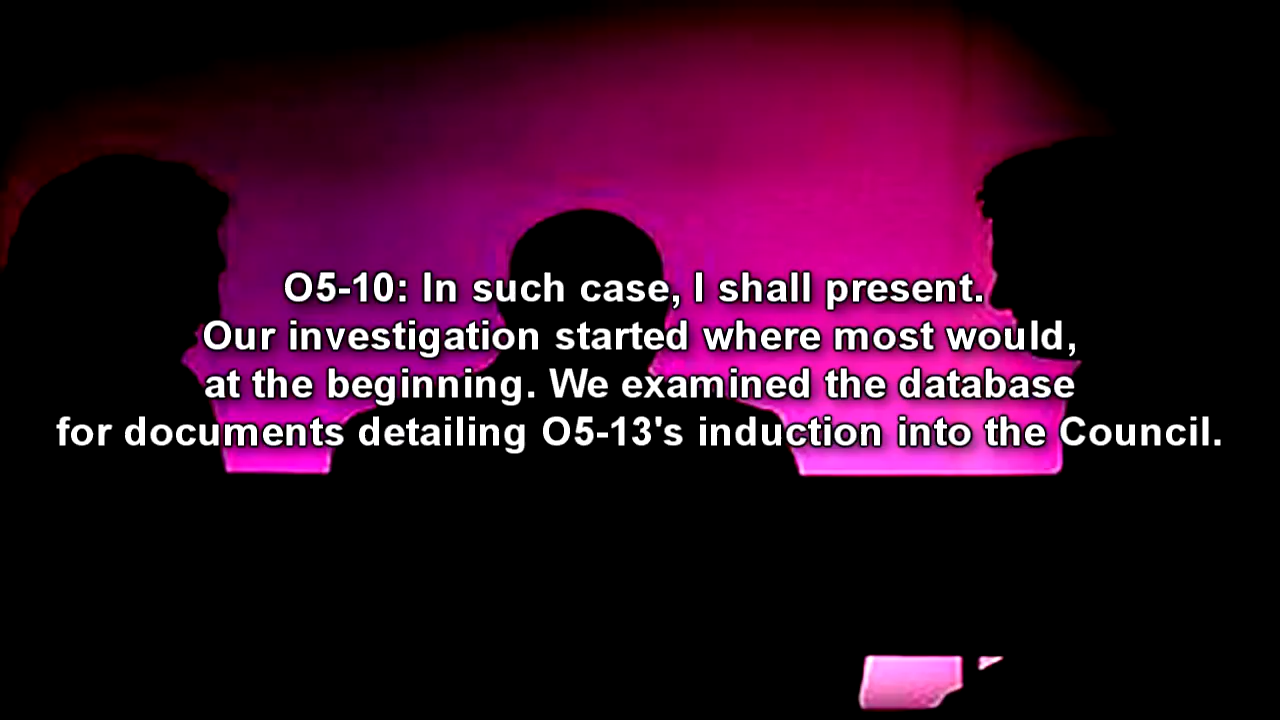 O5-10: In such case, I shall present.
Our investigation started where most would,
at the beginning. We examined the database
for documents detailing O5-13's induction into the Council.